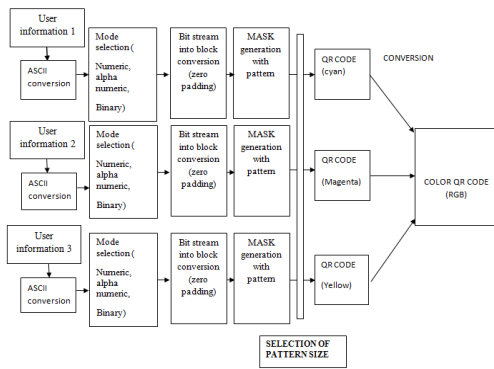 User
information 1
ASCII
conversion
Mode
selection (
Numeric,
alpha
numeric,
Binary)
Bit stream
into block
conversion
(zero
padding)
MASK
generation
with
pattern
QR CODE
(cyan)
CONVERSION
User
information 2
ASCII
conversion
Mode
selection (
Numeric,
alpha
numeric,
Binary)
Bit stream
into block
conversion
(zero
padding)
MASK
generation
with
pattern
QR CODE
(Magenta)
COLOR QR CODE
(RGB)
User
information 3
ASCII
conversion
Mode
selection (
Numeric,
alpha
numeric,
Binary)
Bit stream
into block
conversion
(zero
padding)
MASK
generation
with
pattern
QR CODE
(Yellow)
SELECTION OF
PATTERN SIZE